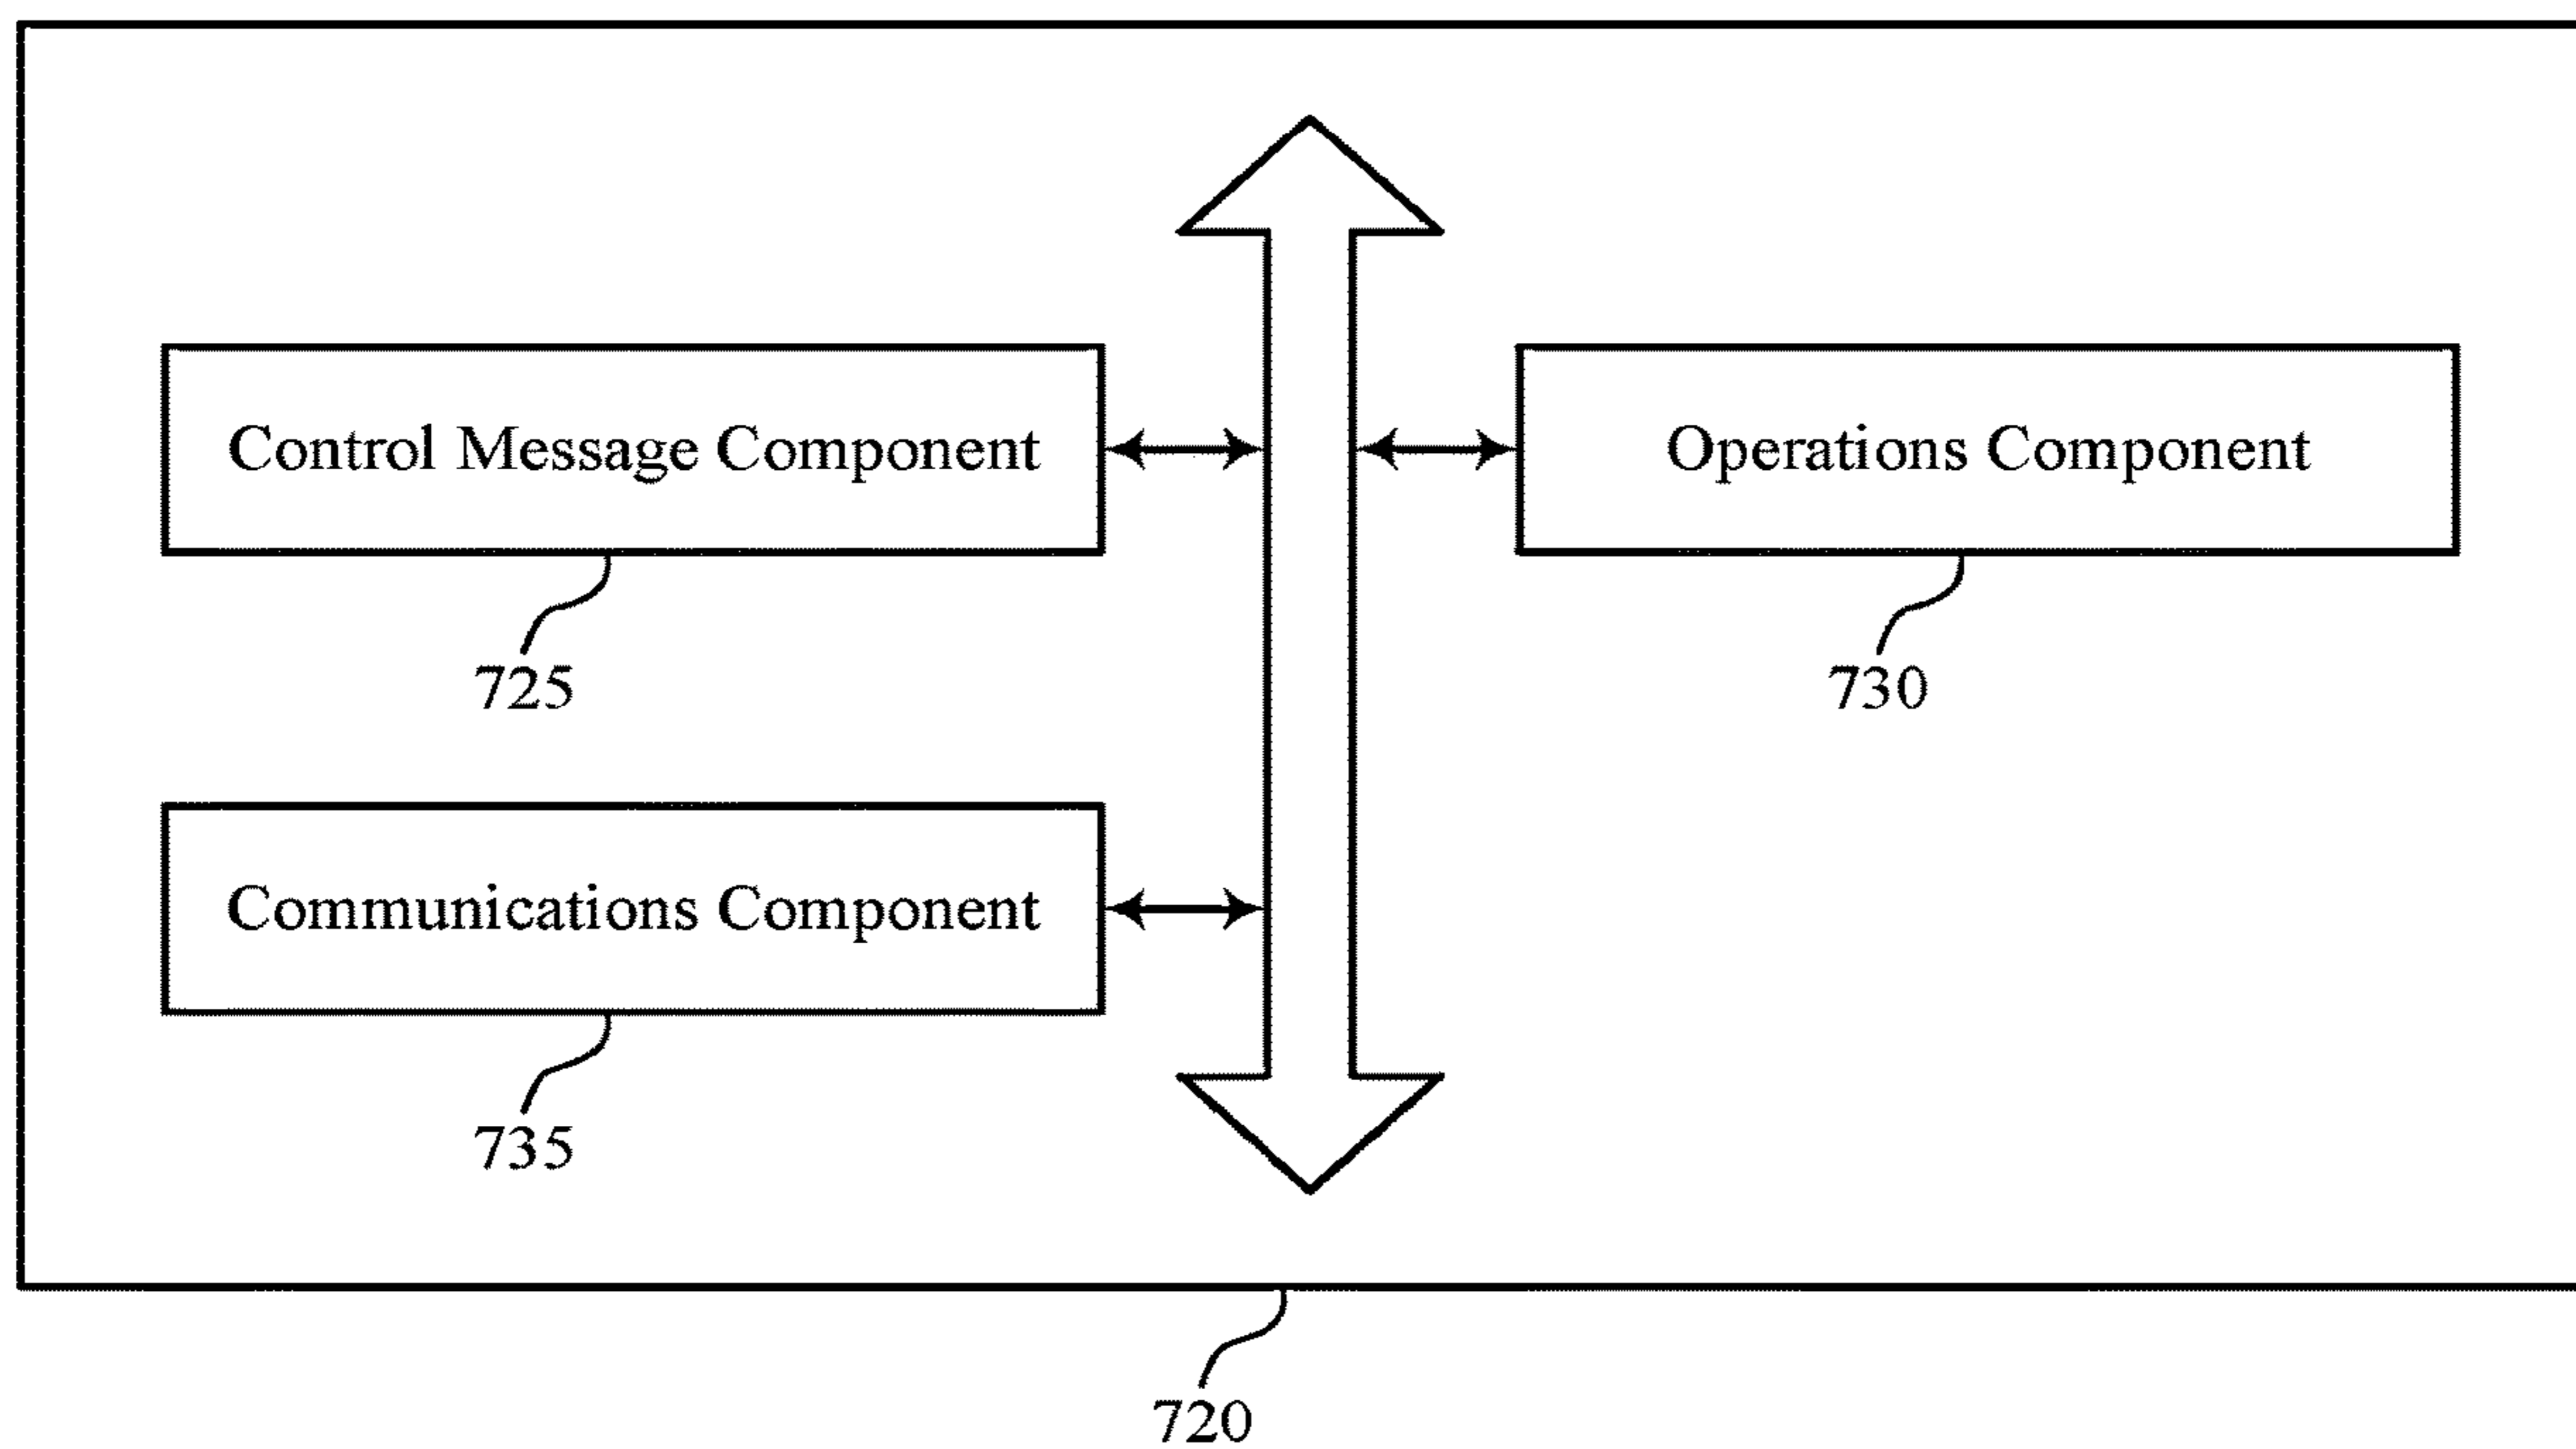 Control Message Component
Operations Component
725
730
Communications Component
735
720